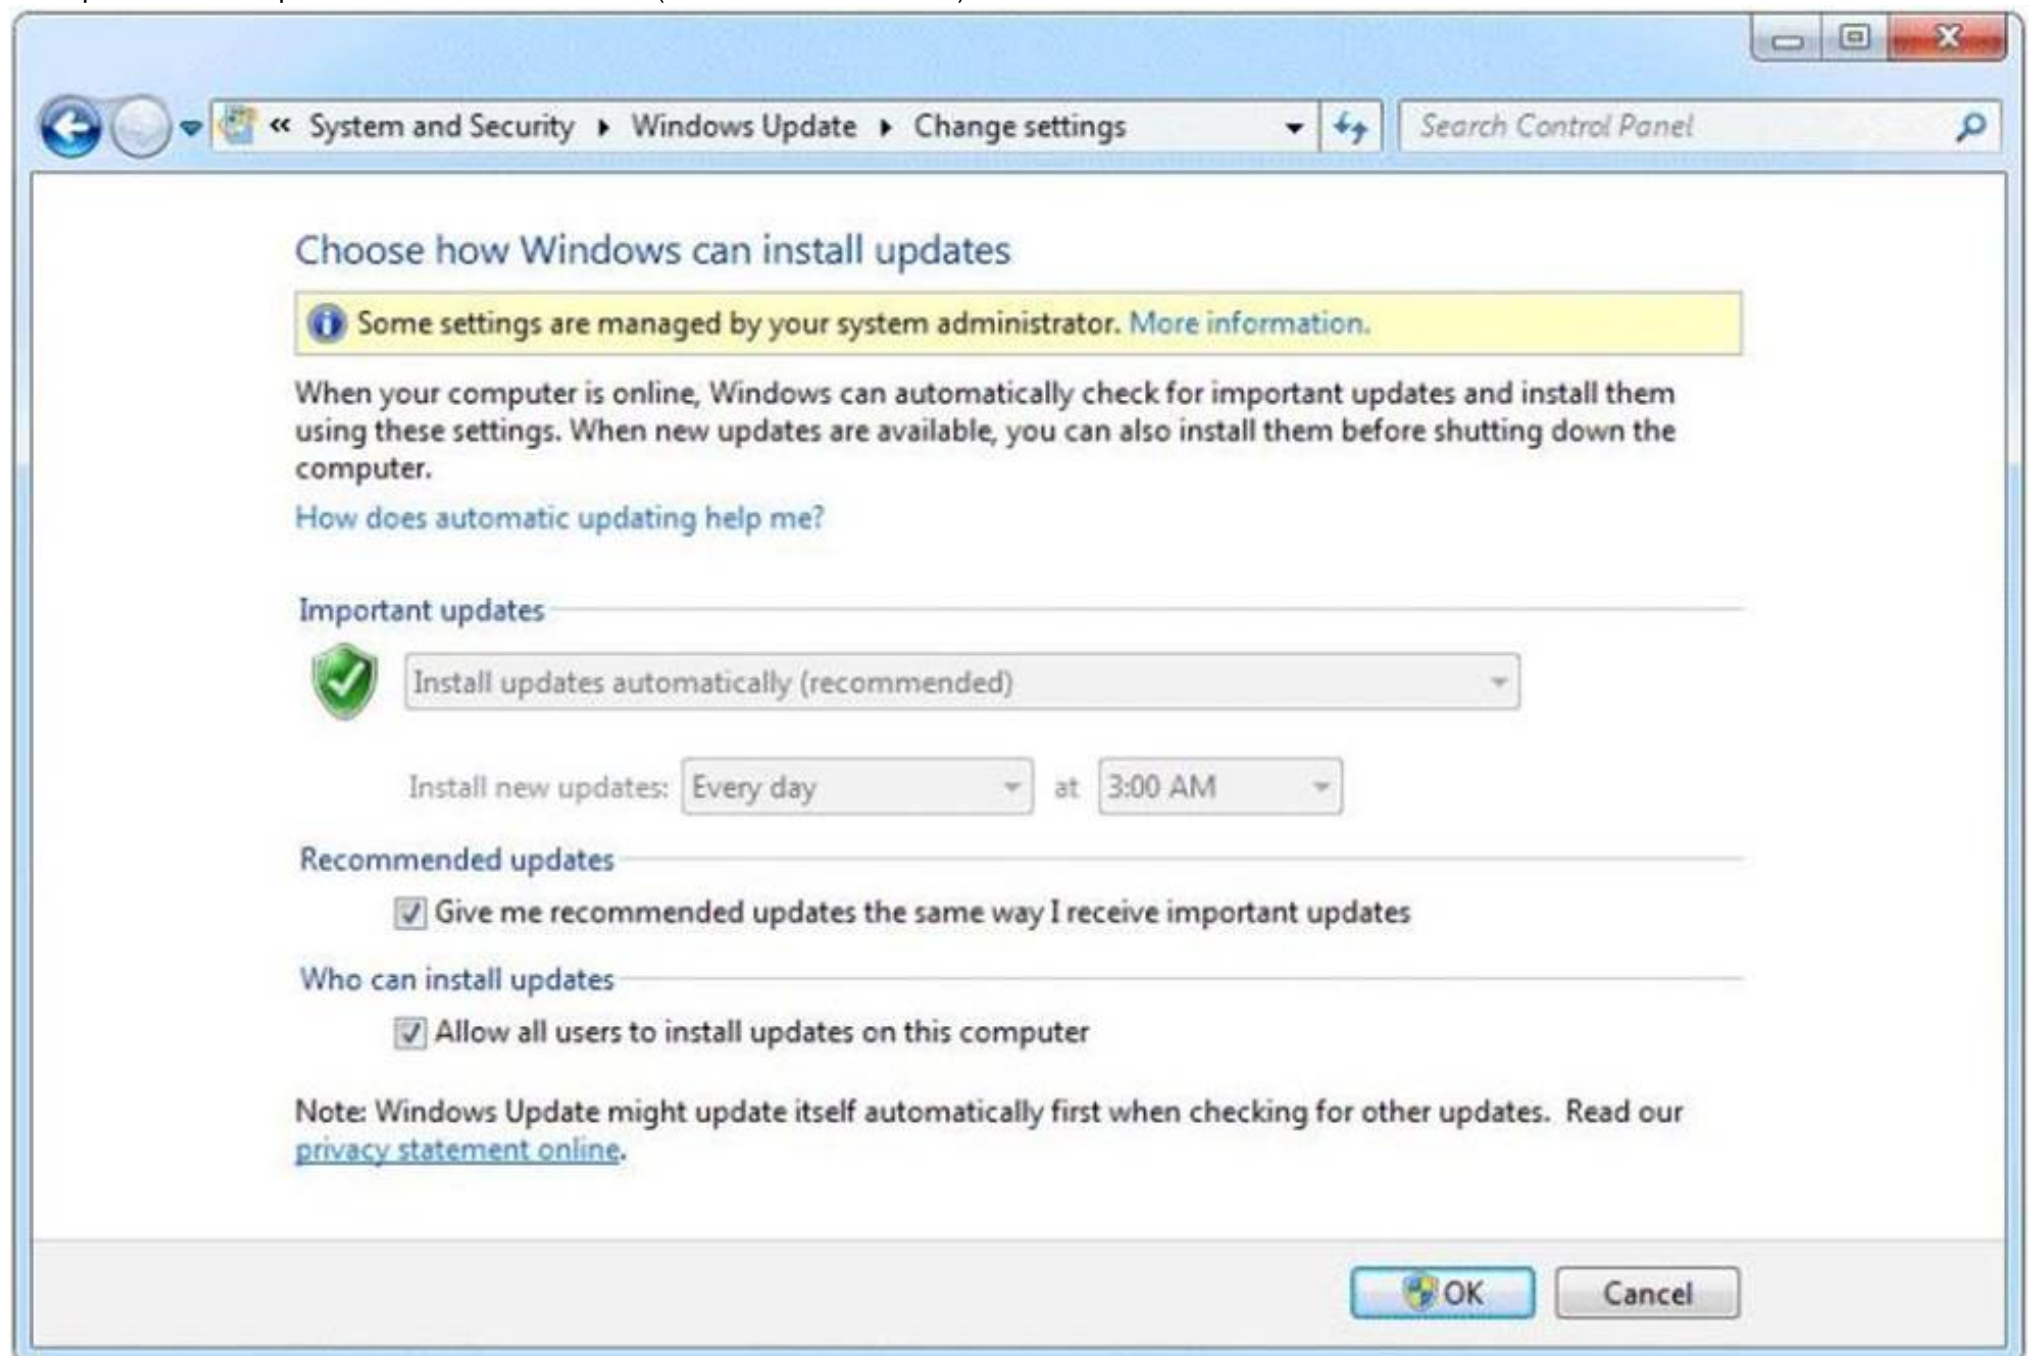 « System and Security ▸ Windows Update ▸ Change settings
Search Control Panel
Choose how Windows can install updates
Some settings are managed by your system administrator. More information.
When your computer is online, Windows can automatically check for important updates and install them
using these settings. When new updates are available, you can also install them before shutting down the
computer.
How does automatic updating help me?
Important updates
Install updates automatically (recommended)
Install new updates: Every day at 3:00 AM
Recommended updates
Give me recommended updates the same way I receive important updates
Who can install updates
Allow all users to install updates on this computer
Note: Windows Update might update itself automatically first when checking for other updates. Read our
privacy statement online.
OK Cancel